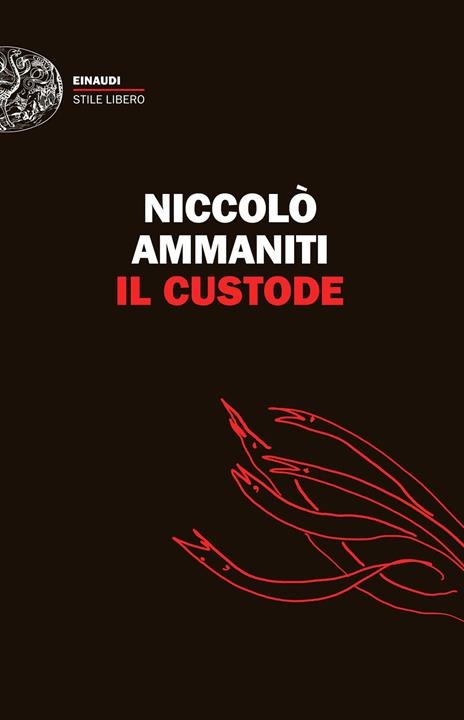 EINAUDI
STILE LIBERO
NICCOLÒ
AMMANITI
IL CUSTODE